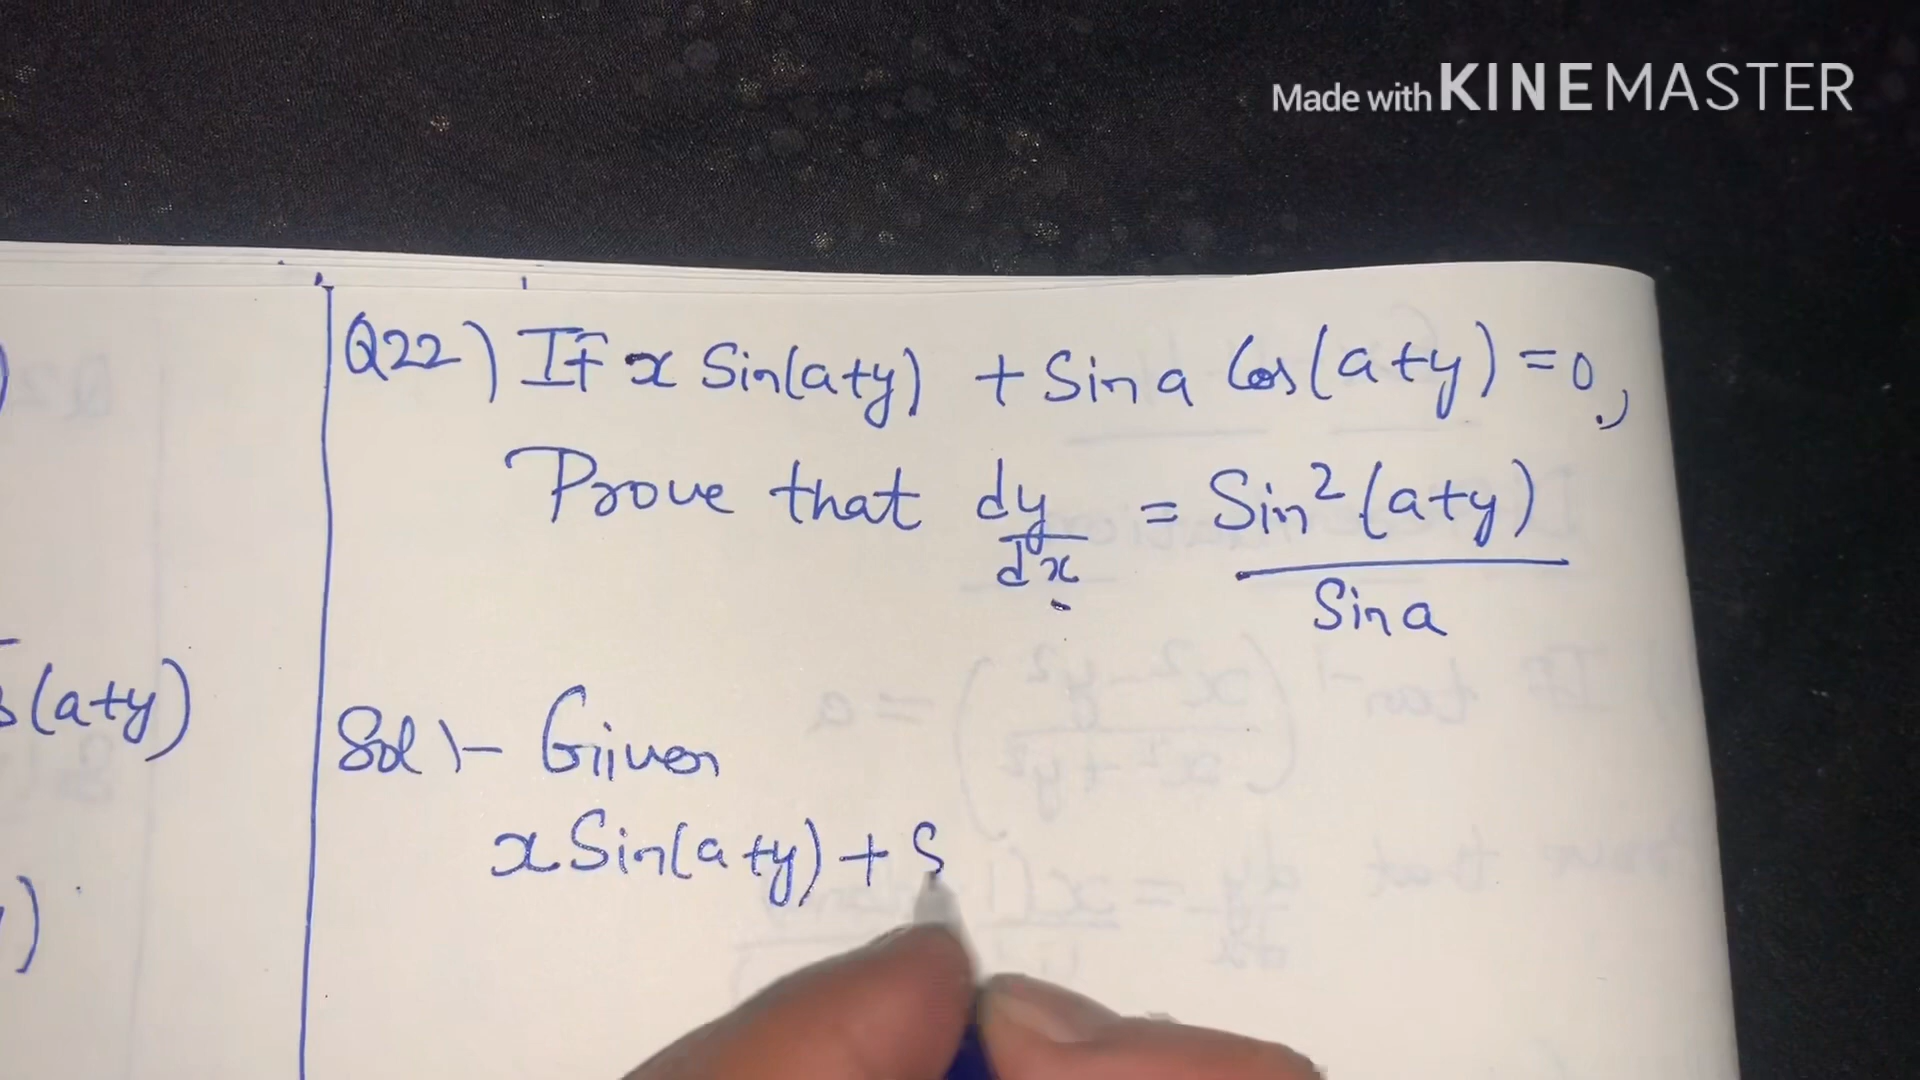 Made with KINEMASTER
Q22) If x Sin(a+y) + Sin a Cos(a+y) = 0,
Prove that dy/dx = Sin²(a+y)/Sin a
(a+y)
Sol :- Given
x Sin(a+y) + S
)